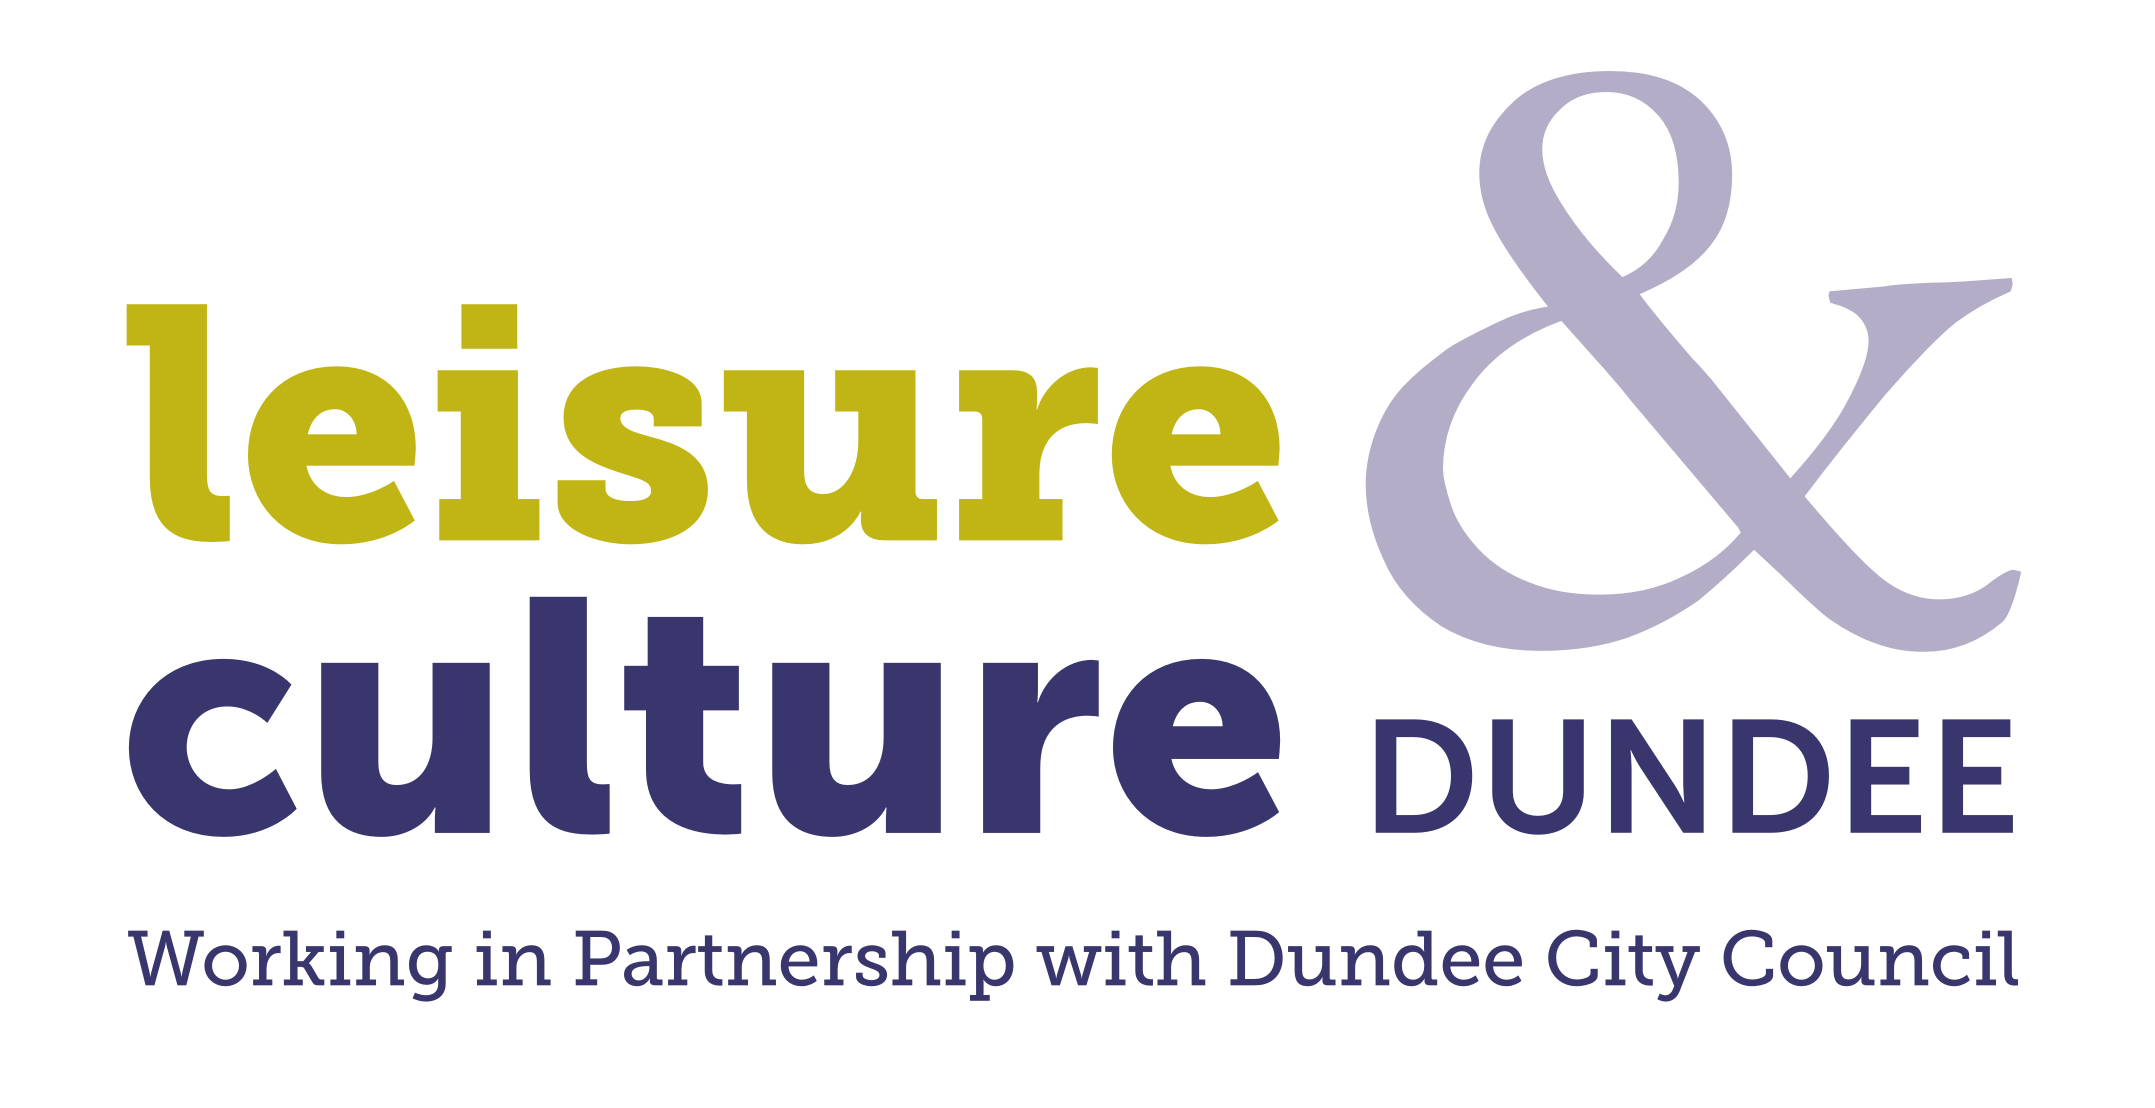 leisure &
culture DUNDEE
Working in Partnership with Dundee City Council